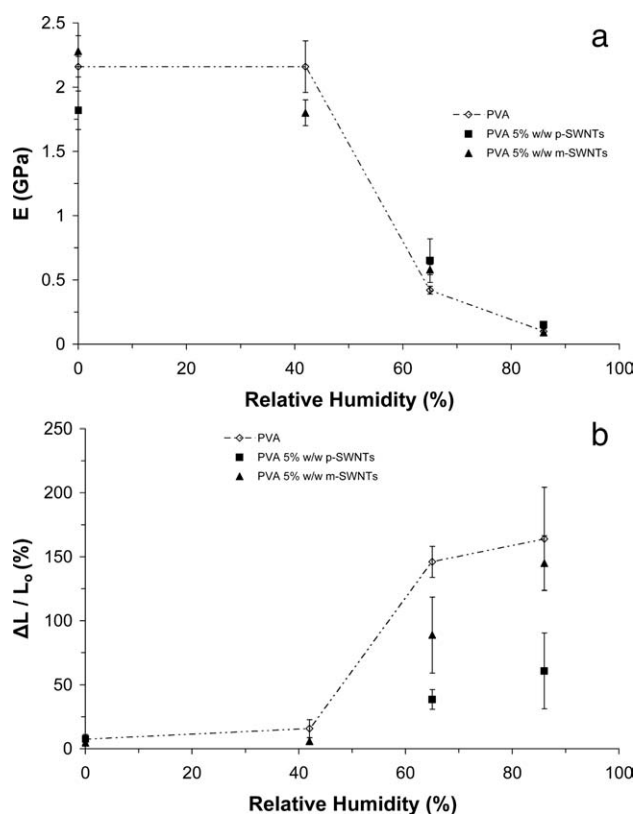 a
E (GPa)
2.5
2
1.5
1
0.5
0
PVA
PVA 5% w/w p-SWNTs
PVA 5% w/w m-SWNTs
0 20 40 60 80 100
Relative Humidity (%)
b
ΔL / Lo (%)
250
200
150
100
50
0
PVA
PVA 5% w/w p-SWNTs
PVA 5% w/w m-SWNTs
0 20 40 60 80 100
Relative Humidity (%)